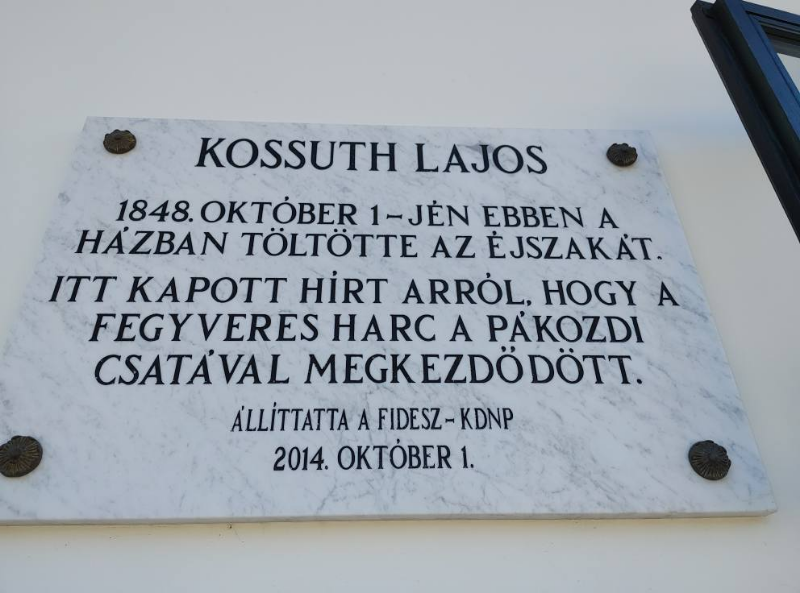 KOSSUTH LAJOS
1848. OKTÓBER 1-JÉN EBBEN A
HÁZBAN TÖLTÖTTE AZ ÉJSZAKÁT.
ITT KAPOTT HÍRT ARRÓL, HOGY A
FEGYVERES HARC A PÁKOZDI
CSATÁVAL MEGKEZDŐDÖTT.
ÁLLÍTTATTA A FIDESZ-KDNP
2014. OKTÓBER 1.